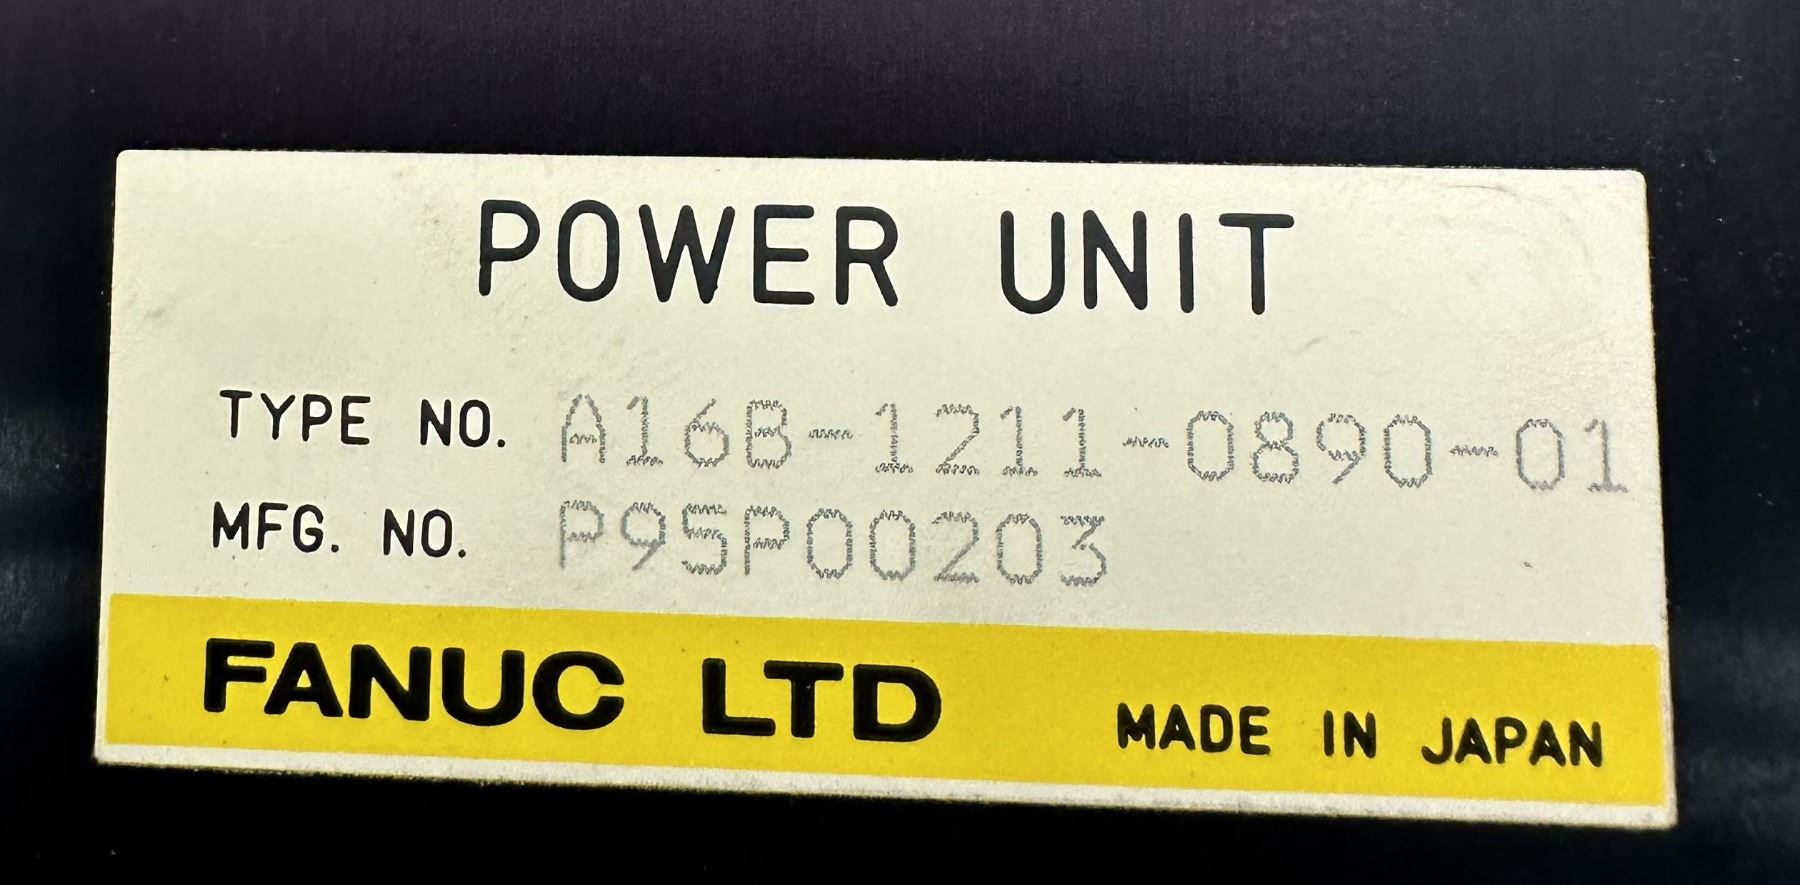 POWER UNIT
TYPE NO. A16B-1211-0890-01
MFG. NO. P95P00203
FANUC LTD MADE IN JAPAN